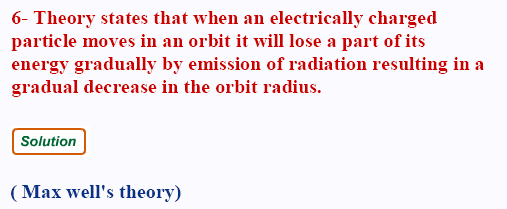 6- Theory states that when an electrically charged
particle moves in an orbit it will lose a part of its
energy gradually by emission of radiation resulting in a
gradual decrease in the orbit radius.
Solution
( Max well's theory)